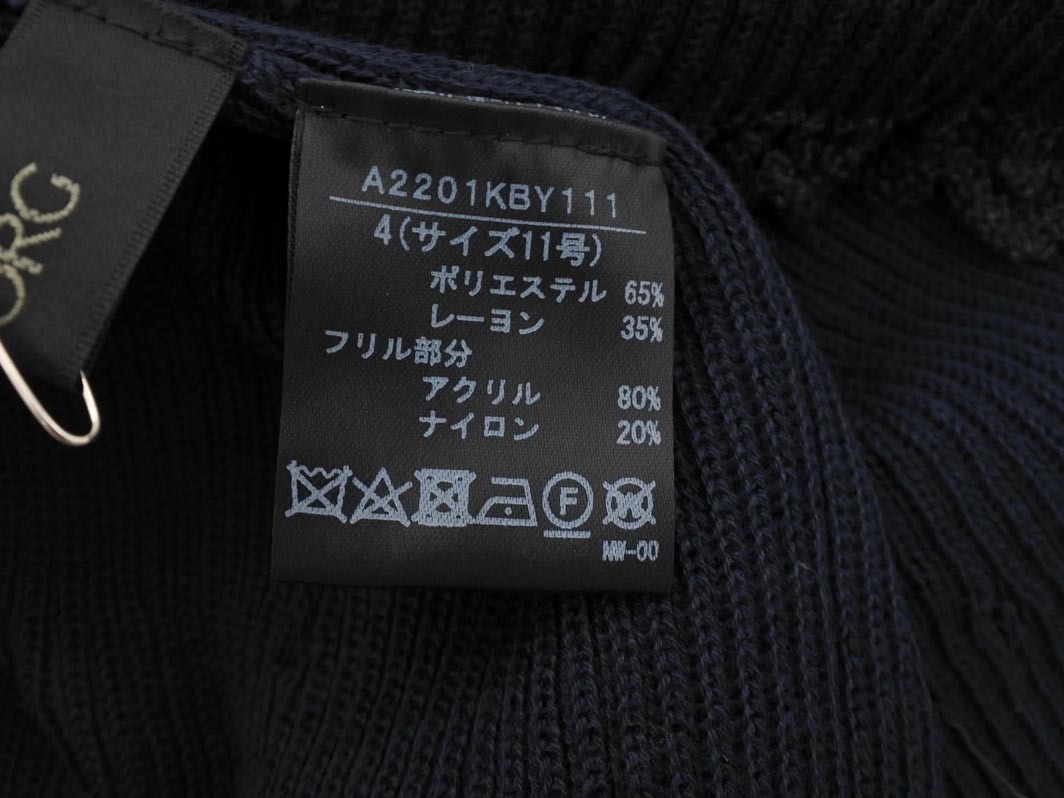 A2201KBY111
4(サイズ11号)
ポリエステル 65%
レーヨン 35%
フリル部分
アクリル 80%
ナイロン 20%
F W
NW-00